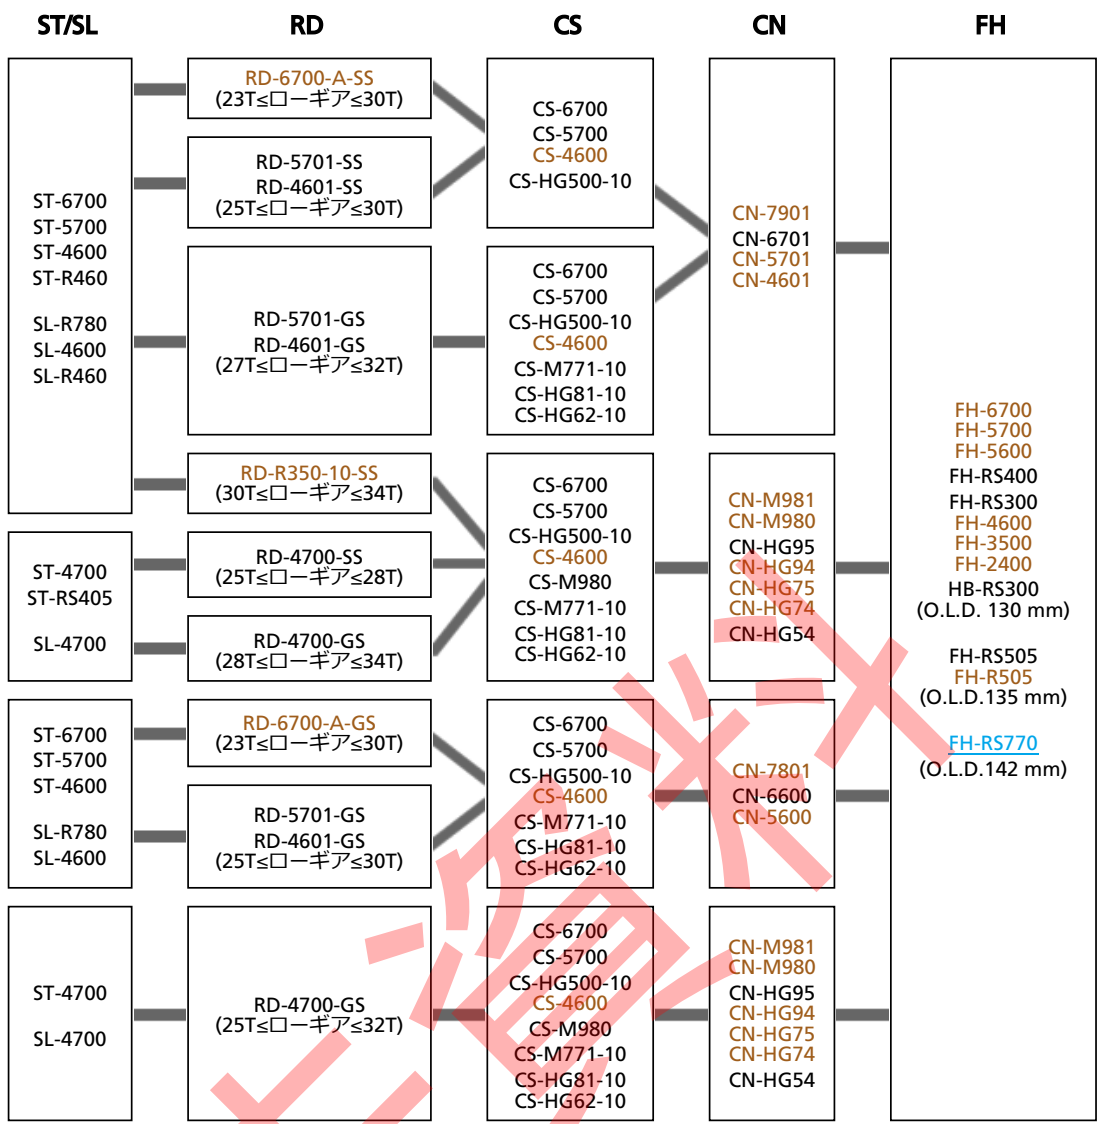 ST/SL RD CS CN FH
ST-6700
ST-5700
ST-4600
ST-R460
SL-R780
SL-4600
SL-R460
RD-6700-A-SS
(23T≤ローギア≤30T)
RD-5701-SS
RD-4601-SS
(25T≤ローギア≤30T)
CS-6700
CS-5700
CS-4600
CS-HG500-10
RD-5701-GS
RD-4601-GS
(27T≤ローギア≤32T)
CS-6700
CS-5700
CS-HG500-10
CS-4600
CS-M771-10
CS-HG81-10
CS-HG62-10
CN-7901
CN-6701
CN-5701
CN-4601
RD-R350-10-SS
(30T≤ローギア≤34T)
ST-4700
ST-RS405
SL-4700
RD-4700-SS
(25T≤ローギア≤28T)
RD-4700-GS
(28T≤ローギア≤34T)
CS-6700
CS-5700
CS-HG500-10
CS-4600
CS-M980
CS-M771-10
CS-HG81-10
CS-HG62-10
CN-M981
CN-M980
CN-HG95
CN-HG94
CN-HG75
CN-HG74
CN-HG54
ST-6700
ST-5700
ST-4600
SL-R780
SL-4600
RD-6700-A-GS
(23T≤ローギア≤30T)
RD-5701-GS
RD-4601-GS
(25T≤ローギア≤30T)
CS-6700
CS-5700
CS-HG500-10
CS-4600
CS-M771-10
CS-HG81-10
CS-HG62-10
CN-7801
CN-6600
CN-5600
ST-4700
SL-4700
RD-4700-GS
(25T≤ローギア≤32T)
CS-6700
CS-5700
CS-HG500-10
CS-4600
CS-M980
CS-M771-10
CS-HG81-10
CS-HG62-10
CN-M981
CN-M980
CN-HG95
CN-HG94
CN-HG75
CN-HG74
CN-HG54
FH-6700
FH-5700
FH-5600
FH-RS400
FH-RS300
FH-4600
FH-3500
FH-2400
HB-RS300
(O.L.D. 130 mm)
FH-RS505
FH-R505
(O.L.D.135 mm)
FH-RS770
(O.L.D.142 mm)
資料